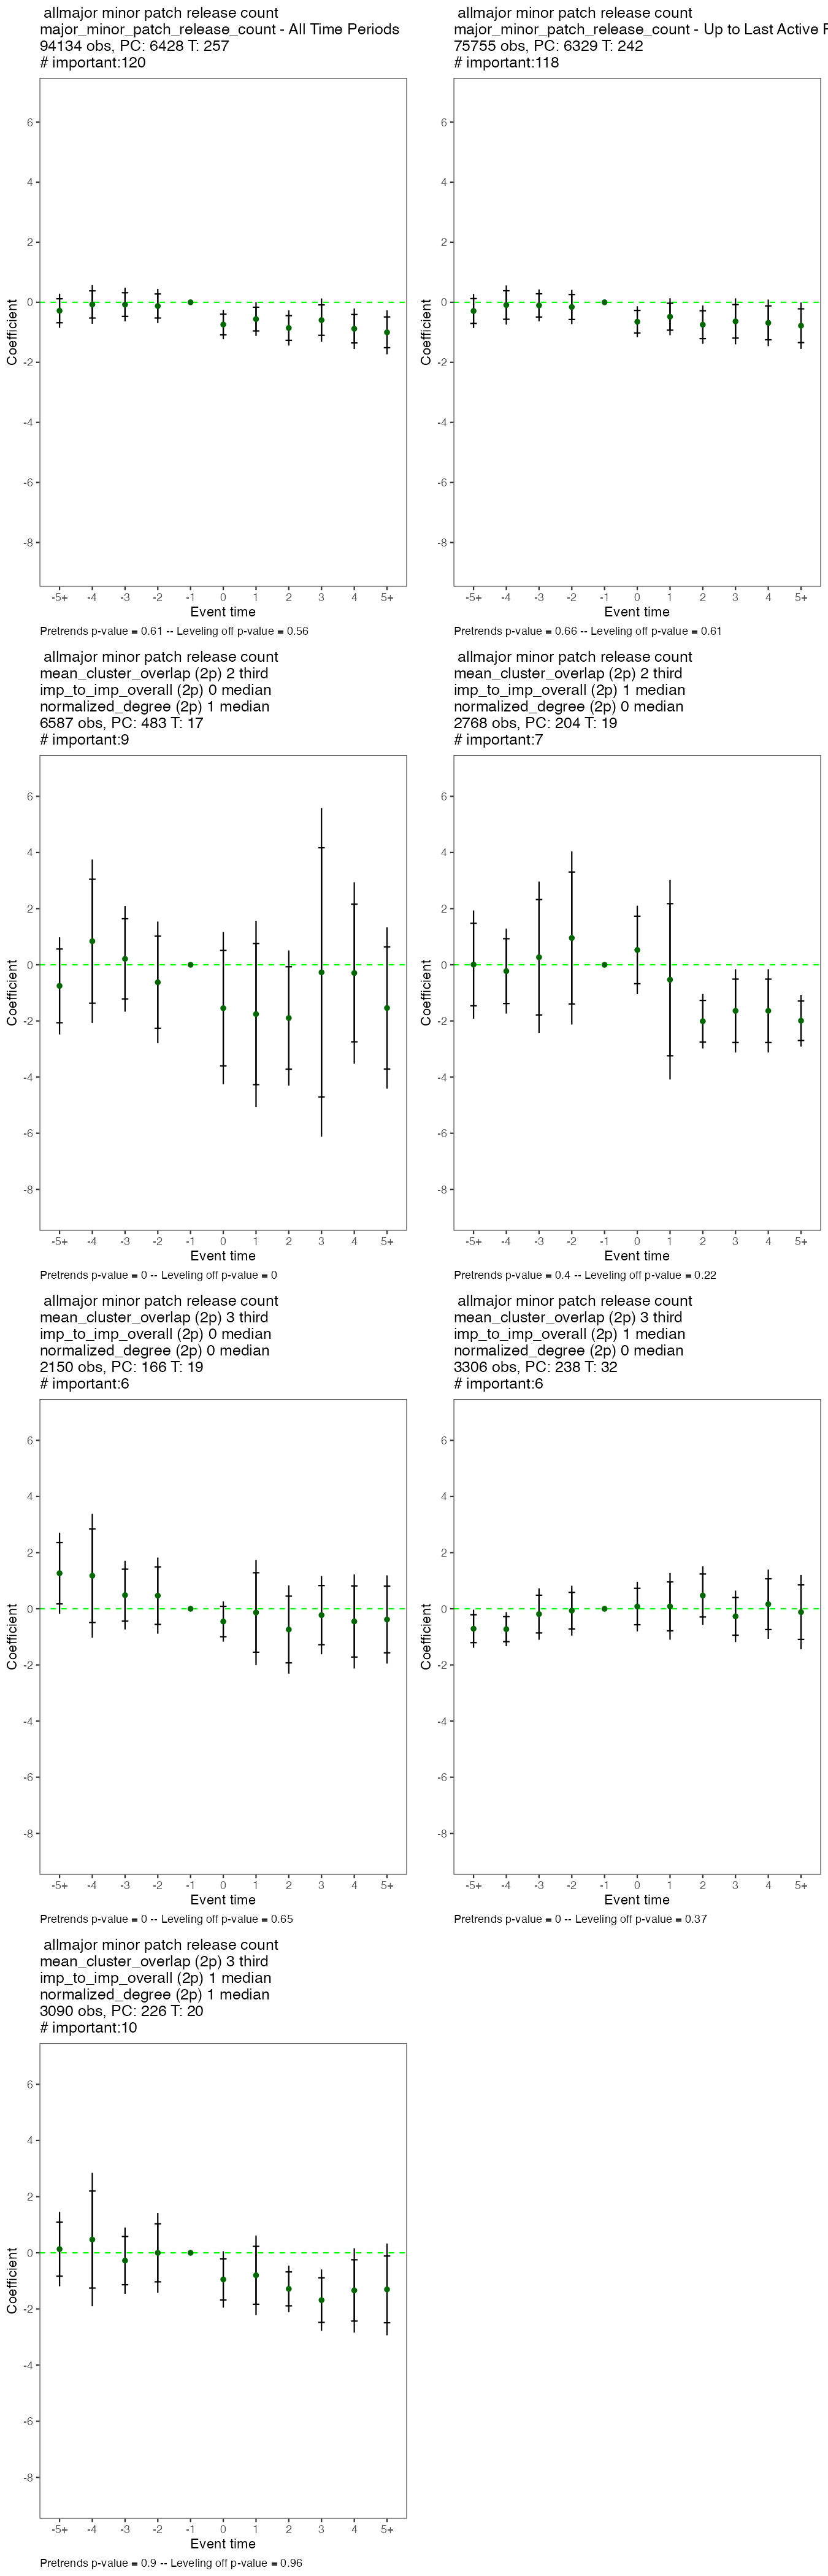 allmajor minor patch release count
major_minor_patch_release_count - All Time Periods
94134 obs, PC: 6428 T: 257
# important:120
6
4
2
0
-2
-4
-6
-8
Coefficient
-5+ -4 -3 -2 -1 0 1 2 3 4 5+
Event time
Pretrends p-value = 0.61 -- Leveling off p-value = 0.56
allmajor minor patch release count
major_minor_patch_release_count - Up to Last Active
75755 obs, PC: 6329 T: 242
# important:118
6
4
2
0
-2
-4
-6
-8
Coefficient
-5+ -4 -3 -2 -1 0 1 2 3 4 5+
Event time
Pretrends p-value = 0.66 -- Leveling off p-value = 0.61
allmajor minor patch release count
mean_cluster_overlap (2p) 2 third
imp_to_imp_overall (2p) 0 median
normalized_degree (2p) 1 median
6587 obs, PC: 483 T: 17
# important:9
6
4
2
0
-2
-4
-6
-8
Coefficient
-5+ -4 -3 -2 -1 0 1 2 3 4 5+
Event time
Pretrends p-value = 0 -- Leveling off p-value = 0
allmajor minor patch release count
mean_cluster_overlap (2p) 2 third
imp_to_imp_overall (2p) 1 median
normalized_degree (2p) 0 median
2768 obs, PC: 204 T: 19
# important:7
6
4
2
0
-2
-4
-6
-8
Coefficient
-5+ -4 -3 -2 -1 0 1 2 3 4 5+
Event time
Pretrends p-value = 0.4 -- Leveling off p-value = 0.22
allmajor minor patch release count
mean_cluster_overlap (2p) 3 third
imp_to_imp_overall (2p) 0 median
normalized_degree (2p) 0 median
2150 obs, PC: 166 T: 19
# important:6
6
4
2
0
-2
-4
-6
-8
Coefficient
-5+ -4 -3 -2 -1 0 1 2 3 4 5+
Event time
Pretrends p-value = 0 -- Leveling off p-value = 0.65
allmajor minor patch release count
mean_cluster_overlap (2p) 3 third
imp_to_imp_overall (2p) 1 median
normalized_degree (2p) 0 median
3306 obs, PC: 238 T: 32
# important:6
6
4
2
0
-2
-4
-6
-8
Coefficient
-5+ -4 -3 -2 -1 0 1 2 3 4 5+
Event time
Pretrends p-value = 0 -- Leveling off p-value = 0.37
allmajor minor patch release count
mean_cluster_overlap (2p) 3 third
imp_to_imp_overall (2p) 1 median
normalized_degree (2p) 1 median
3090 obs, PC: 226 T: 20
# important:10
6
4
2
0
-2
-4
-6
-8
Coefficient
-5+ -4 -3 -2 -1 0 1 2 3 4 5+
Event time
Pretrends p-value = 0.9 -- Leveling off p-value = 0.96